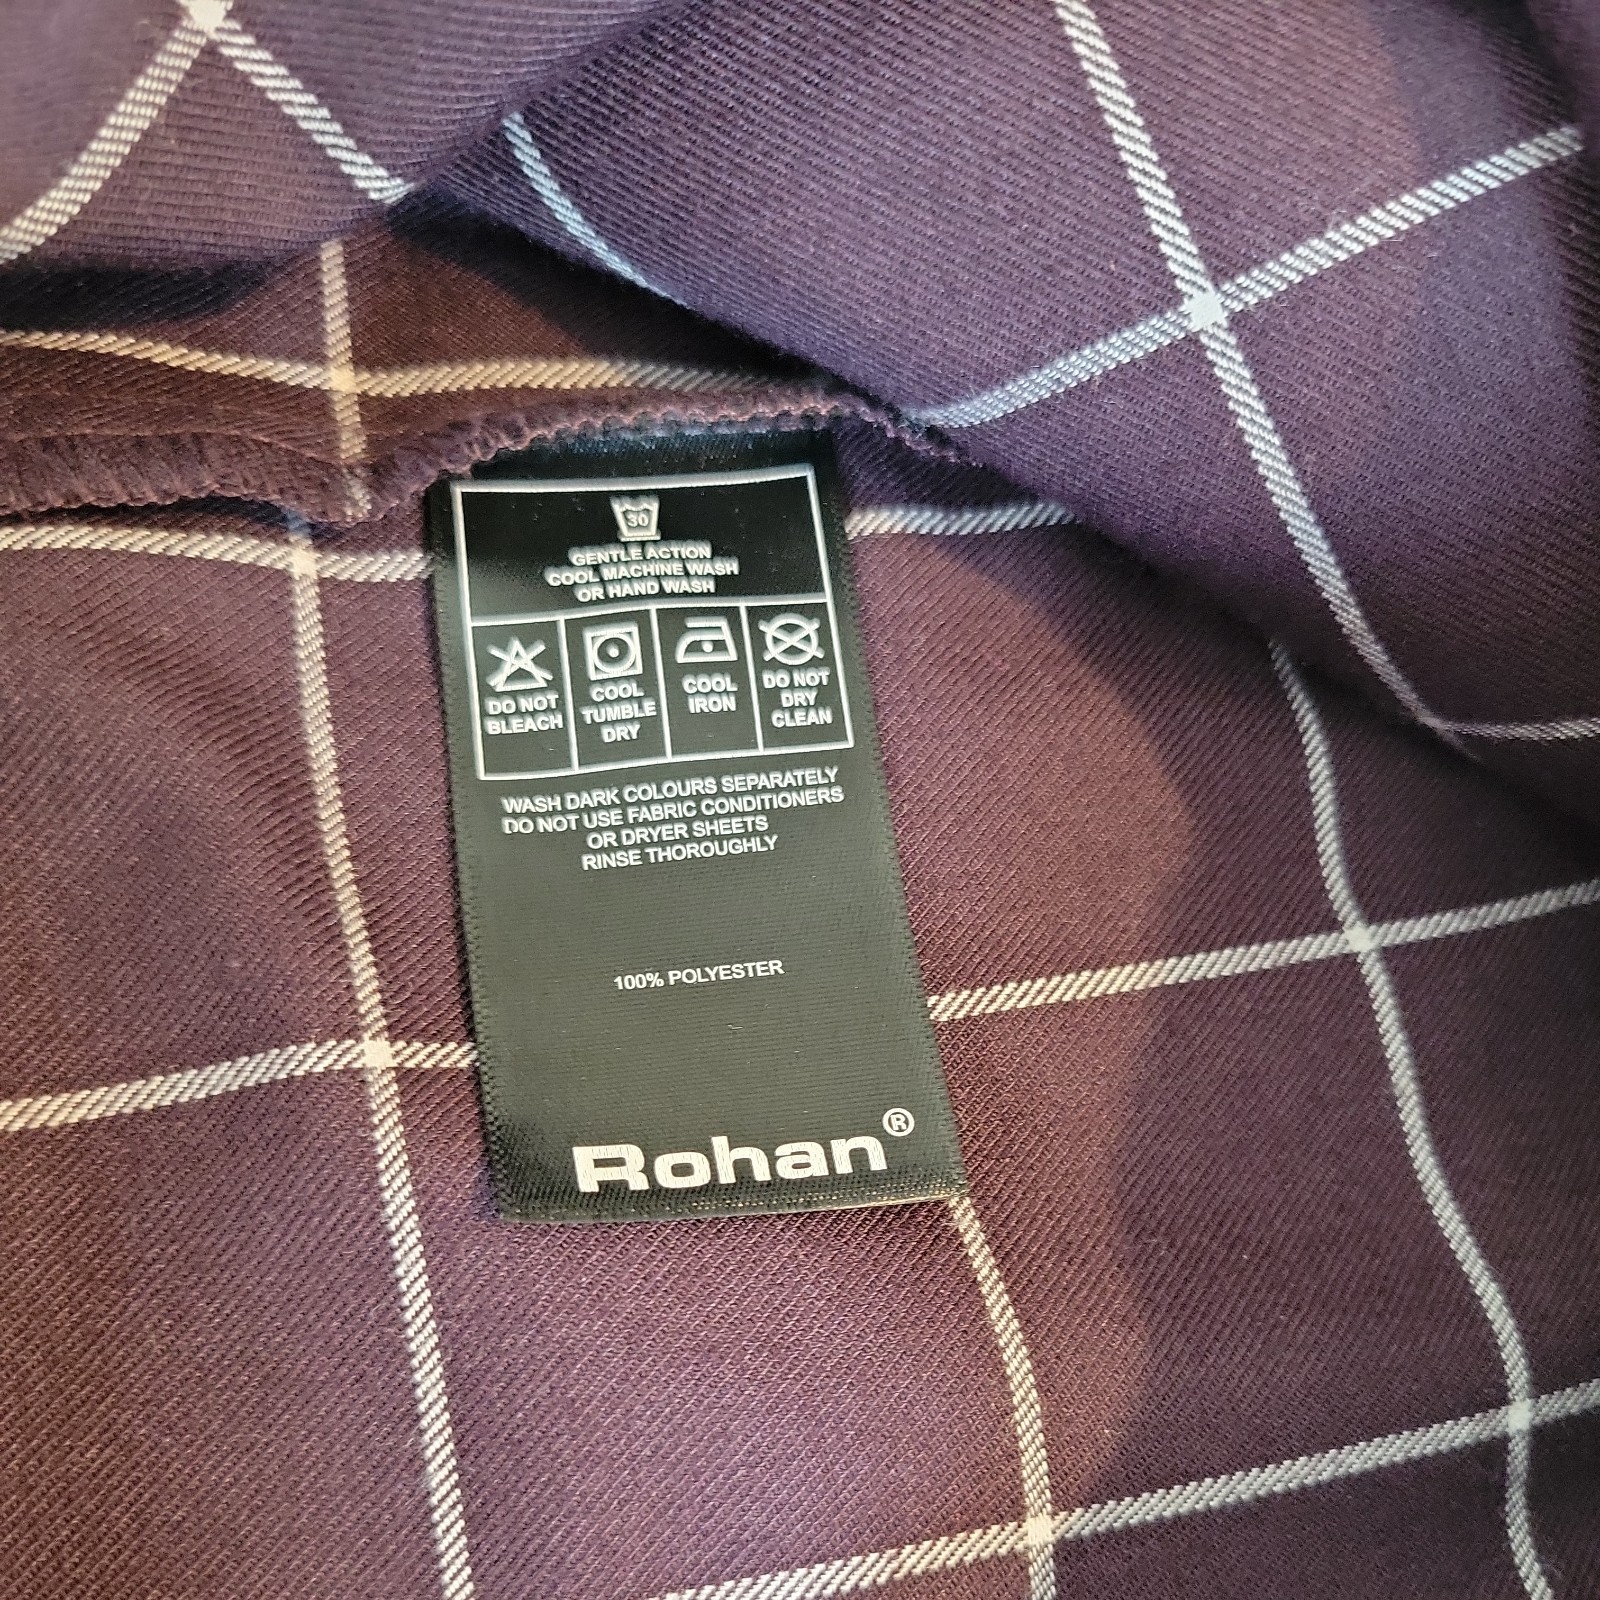 30
GENTLE ACTION
COOL MACHINE WASH
OR HAND WASH
DO NOT
BLEACH
COOL
TUMBLE
DRY
COOL
IRON
DO NOT
DRY
CLEAN
WASH DARK COLOURS SEPARATELY
DO NOT USE FABRIC CONDITIONERS
OR DRYER SHEETS
RINSE THOROUGHLY
100% POLYESTER
Rohan®